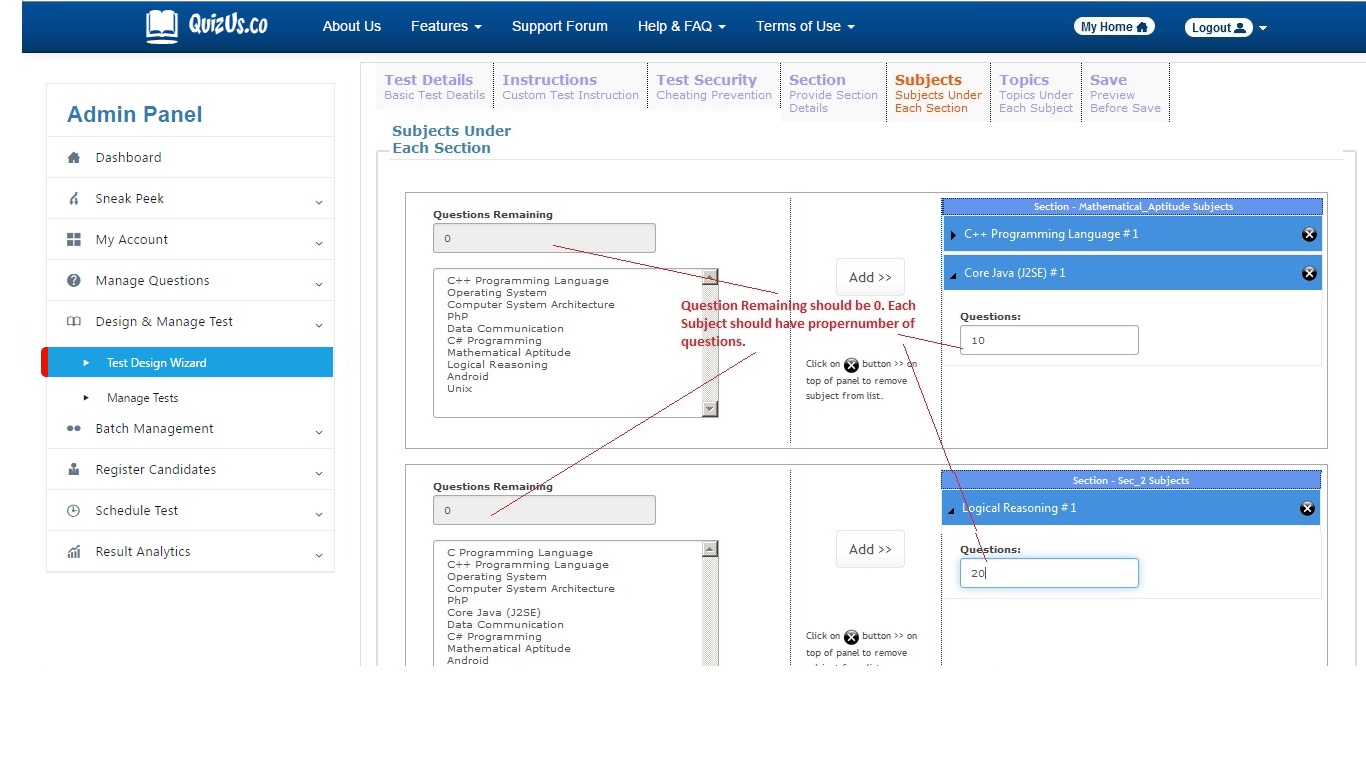 QuizUs.co
About Us
Features
Support Forum
Help & FAQ
Terms of Use
My Home
Logout
Admin Panel
Dashboard
Sneak Peek
My Account
Manage Questions
Design & Manage Test
Test Design Wizard
Manage Tests
Batch Management
Register Candidates
Schedule Test
Result Analytics
Test Details
Basic Test Deatils
Instructions
Custom Test Instruction
Test Security
Cheating Prevention
Section
Provide Section
Details
Subjects
Subjects Under
Each Section
Topics
Topics Under
Each Subject
Save
Preview
Before Save
Subjects Under
Each Section
Questions Remaining
0
C++ Programming Language
Operating System
Computer System Architecture
PhP
Data Communication
C# Programming
Mathematical Aptitude
Logical Reasoning
Android
Unix
Add >>
Question Remaining should be 0. Each
Subject should have propernumber of
questions.
Click on button >> on
top of panel to remove
subject from list.
Section - Mathematical_Aptitude Subjects
C++ Programming Language # 1
Core Java (J2SE) # 1
Questions:
10
Questions Remaining
0
C Programming Language
C++ Programming Language
Operating System
Computer System Architecture
PhP
Core Java (J2SE)
Data Communication
C# Programming
Mathematical Aptitude
Android
Add >>
Click on button >> on
top of panel to remove
Section - Sec_2 Subjects
Logical Reasoning # 1
Questions:
20